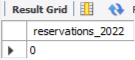 Result Grid
reservations_2022
0